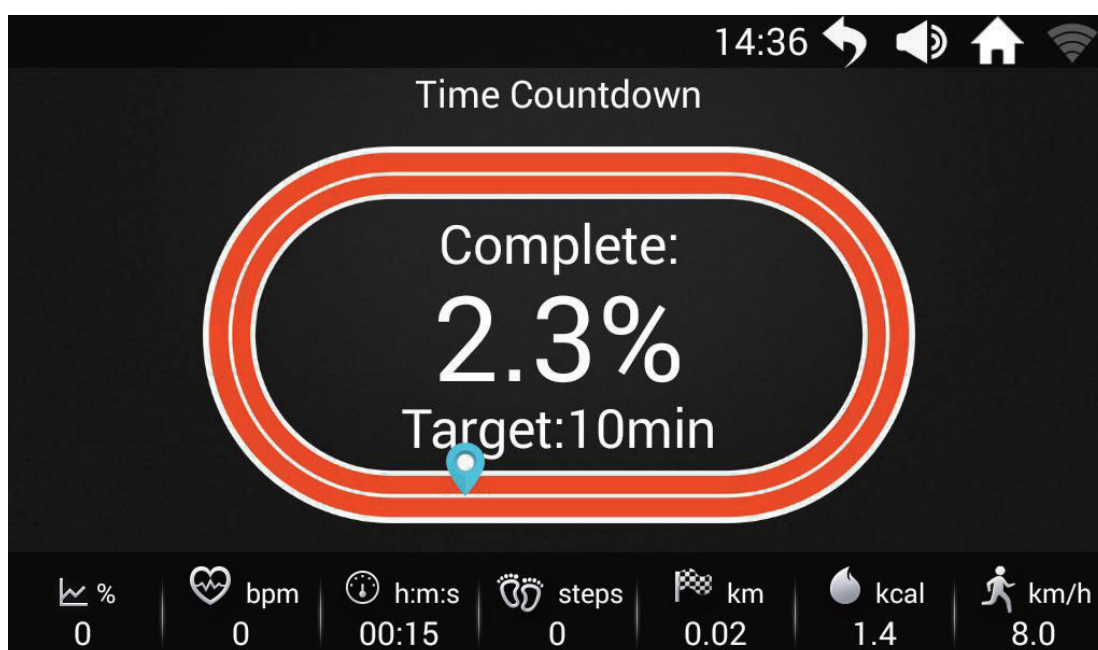 14:36
Time Countdown
Complete:
2.3%
Target:10min
% bpm h:m:s steps km kcal km/h
0 0 00:15 0 0.02 1.4 8.0